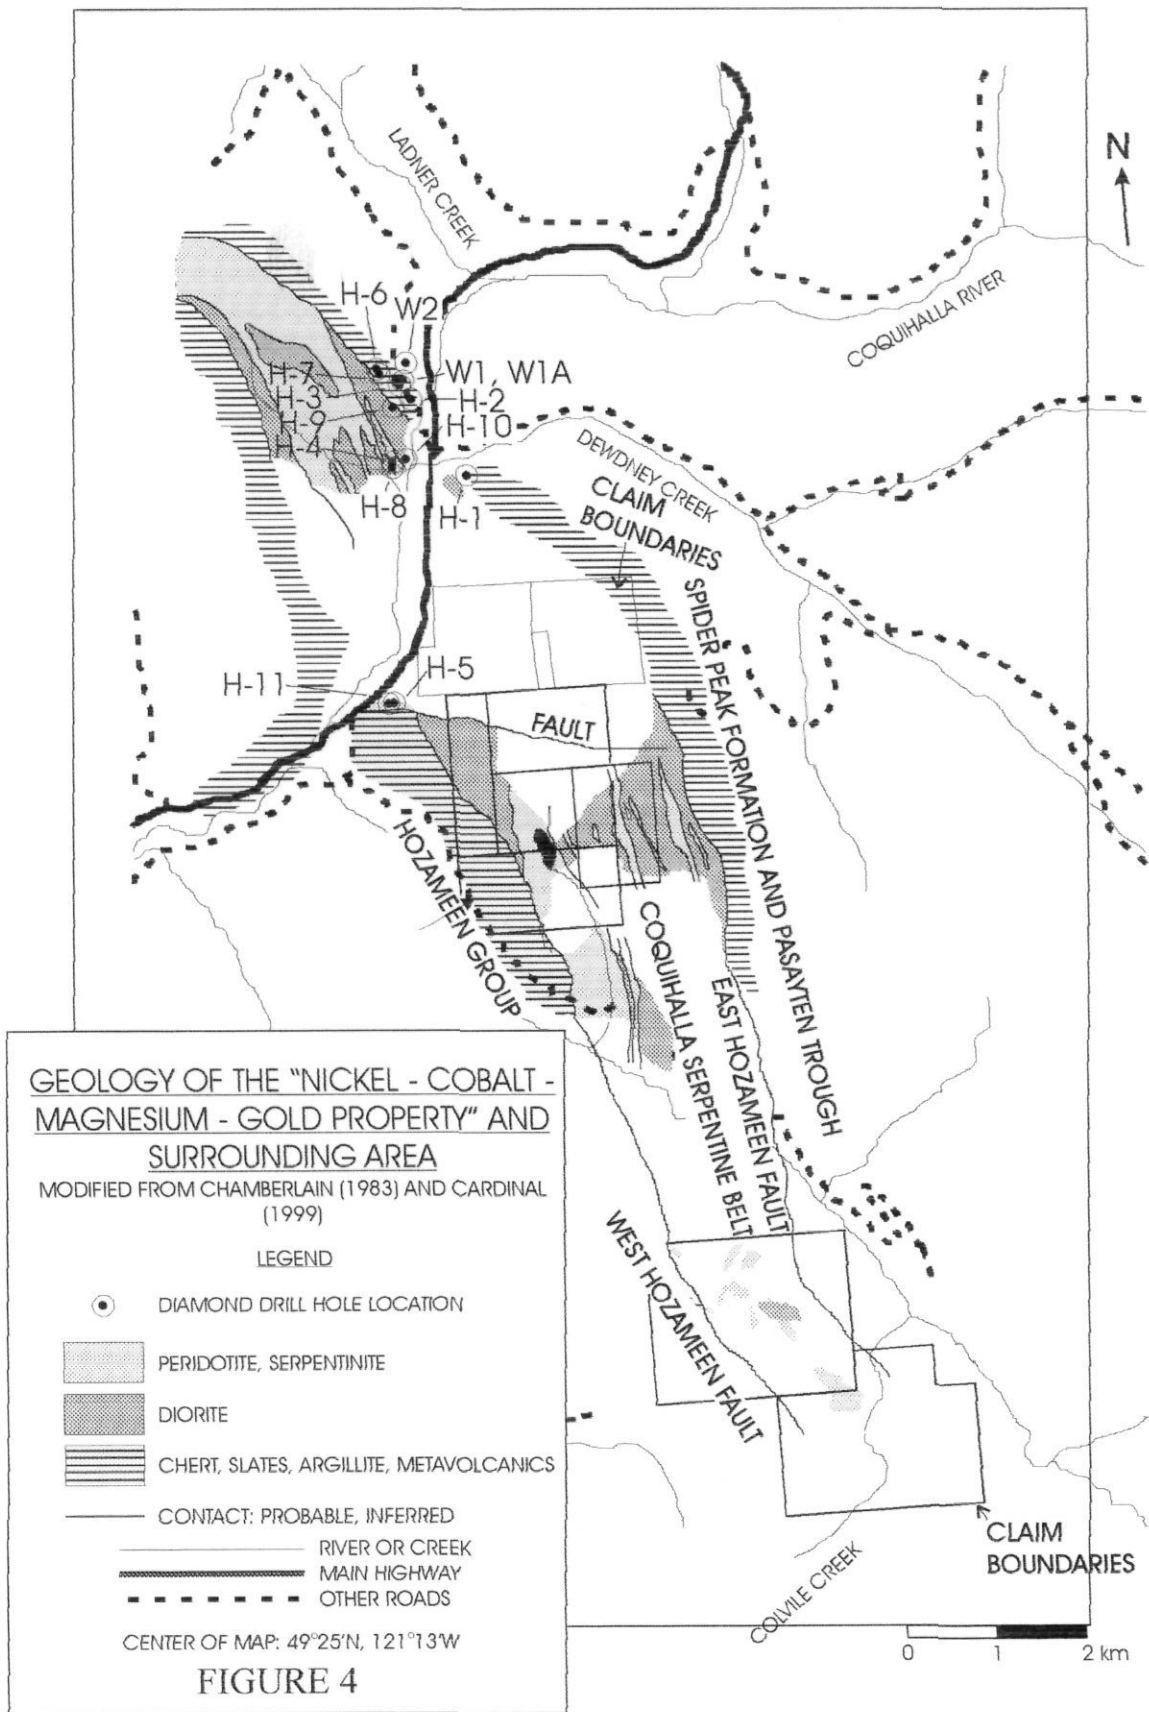 N
LADNER CREEK
COQUIHALLA RIVER
H-6
W2
H-7
W1, W1A
H-3
H-2
H-9
H-10
H-4
DEWDNEY CREEK
H-8
H-1
CLAIM
BOUNDARIES
SPIDER PEAK FORMATION AND PASAYTEN TROUGH
H-11
H-5
FAULT
HOZAMEEN GROUP
COQUIHALLA SERPENTINE BELT
EAST HOZAMEEN FAULT
WEST HOZAMEEN FAULT
CLAIM
BOUNDARIES
COLVILE CREEK
0 1 2 km
GEOLOGY OF THE "NICKEL - COBALT -
MAGNESIUM - GOLD PROPERTY" AND
SURROUNDING AREA
MODIFIED FROM CHAMBERLAIN (1983) AND CARDINAL
(1999)
LEGEND
DIAMOND DRILL HOLE LOCATION
PERIDOTITE, SERPENTINITE
DIORITE
CHERT, SLATES, ARGILLITE, METAVOLCANICS
CONTACT: PROBABLE, INFERRED
RIVER OR CREEK
MAIN HIGHWAY
OTHER ROADS
CENTER OF MAP: 49°25'N, 121°13'W
FIGURE 4